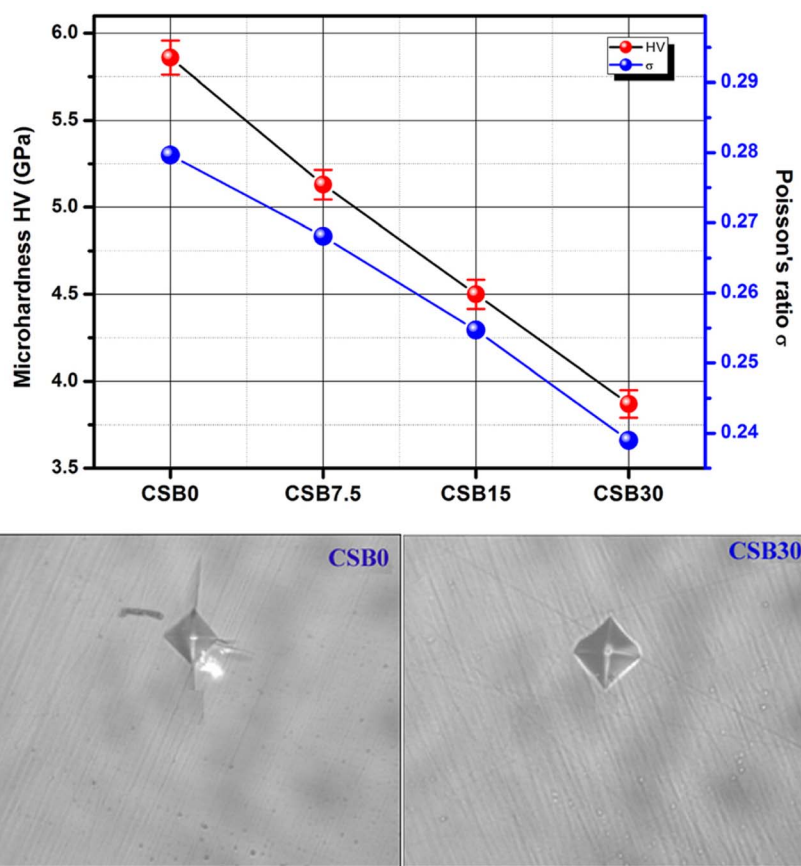 HV
σ
6.0
5.5
5.0
4.5
4.0
3.5
Microhardness HV (GPa)
0.29
0.28
0.27
0.26
0.25
0.24
Poisson's ratio σ
CSB0 CSB7.5 CSB15 CSB30
CSB0
CSB30